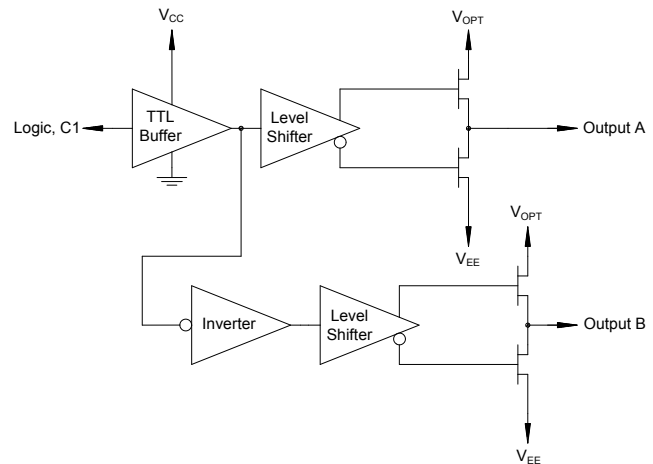 VCC
VOPT
TTL
Buffer
Level
Shifter
Logic, C1
Output A
VEE
VOPT
Inverter
Level
Shifter
Output B
VEE